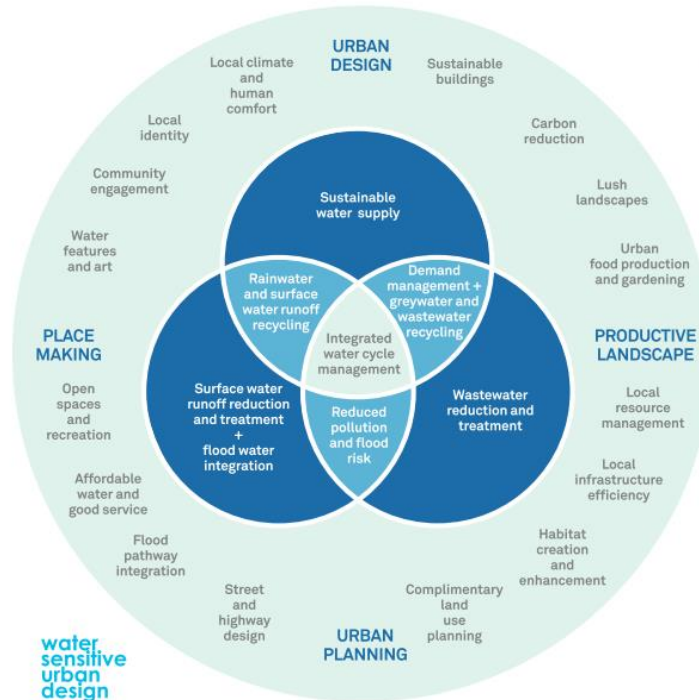 URBAN
DESIGN
Local climate
and
human
comfort
Sustainable
buildings
Local
identity
Carbon
reduction
Community
engagement
Lush
landscapes
Water
features
and art
Urban
food production
and gardening
PLACE
MAKING
PRODUCTIVE
LANDSCAPE
Open
spaces
and
recreation
Local
resource
management
Affordable
water and
good service
Local
infrastructure
efficiency
Flood
pathway
integration
Habitat
creation
and
enhancement
Street
and
highway
design
Complimentary
land
use
planning
URBAN
PLANNING
Sustainable
water supply
Rainwater
and surface
water runoff
recycling
Demand
management +
greywater and
wastewater
recycling
Integrated
water cycle
management
Surface water
runoff reduction
and treatment
+
flood water
integration
Wastewater
reduction and
treatment
Reduced
pollution
and flood
risk
water
sensitive
urban
design